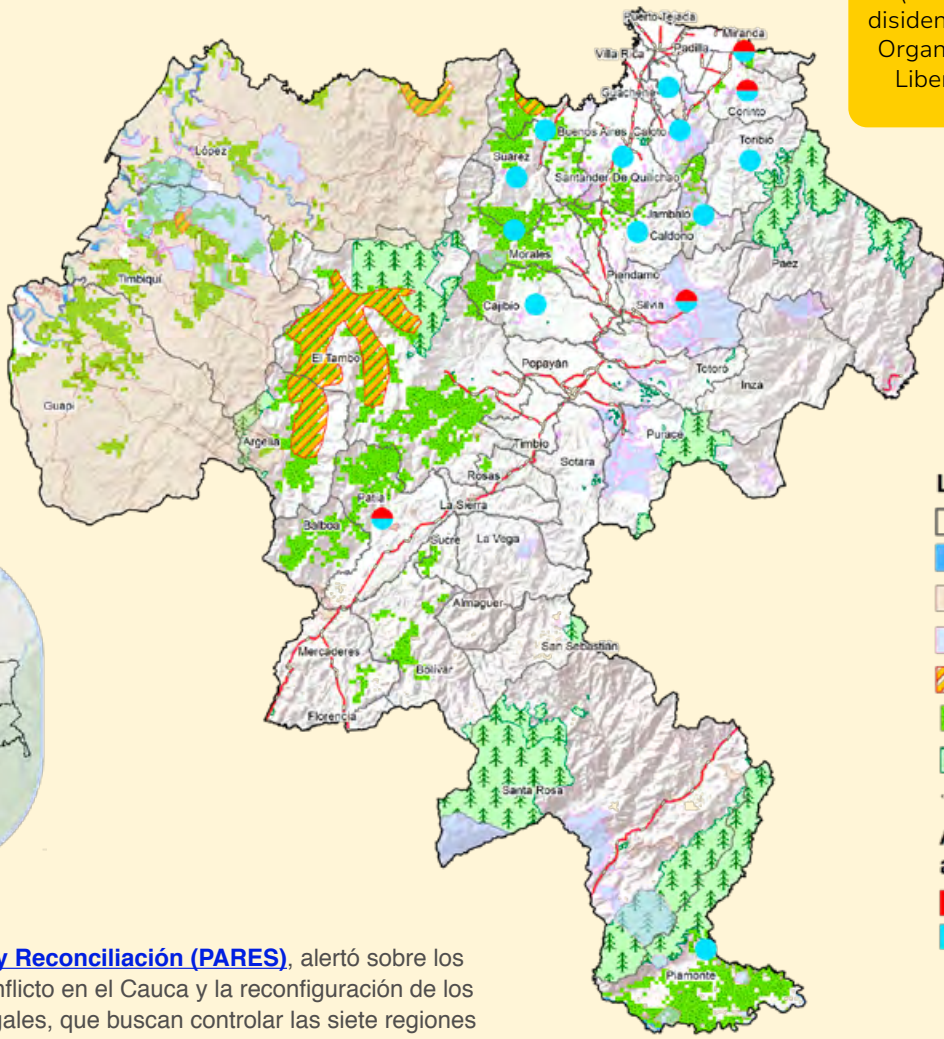 disiden
Organ
Liber
Puerto Tejada
Miranda
Villa Rica
Padilla
Guachené
Corinto
Buenos Aires
Caloto
Toribio
López
Suárez
Santander De Quilichao
Jambaló
Caldono
Morales
Páez
Timbiquí
Piendamo
Cajibío
Silvia
El Tambo
Popayán
Totoró
Inza
Guapi
Argelia
Puracé
Timbío
Sotara
Rosas
Patía
La Sierra
Balboa
Sucre
La Vega
Almaguer
San Sebastián
Mercaderes
Bolívar
Florencia
Santa Rosa
Piamonte
L
A
a
y Reconciliación (PARES), alertó sobre los
nflicto en el Cauca y la reconfiguración de los
gales, que buscan controlar las siete regiones